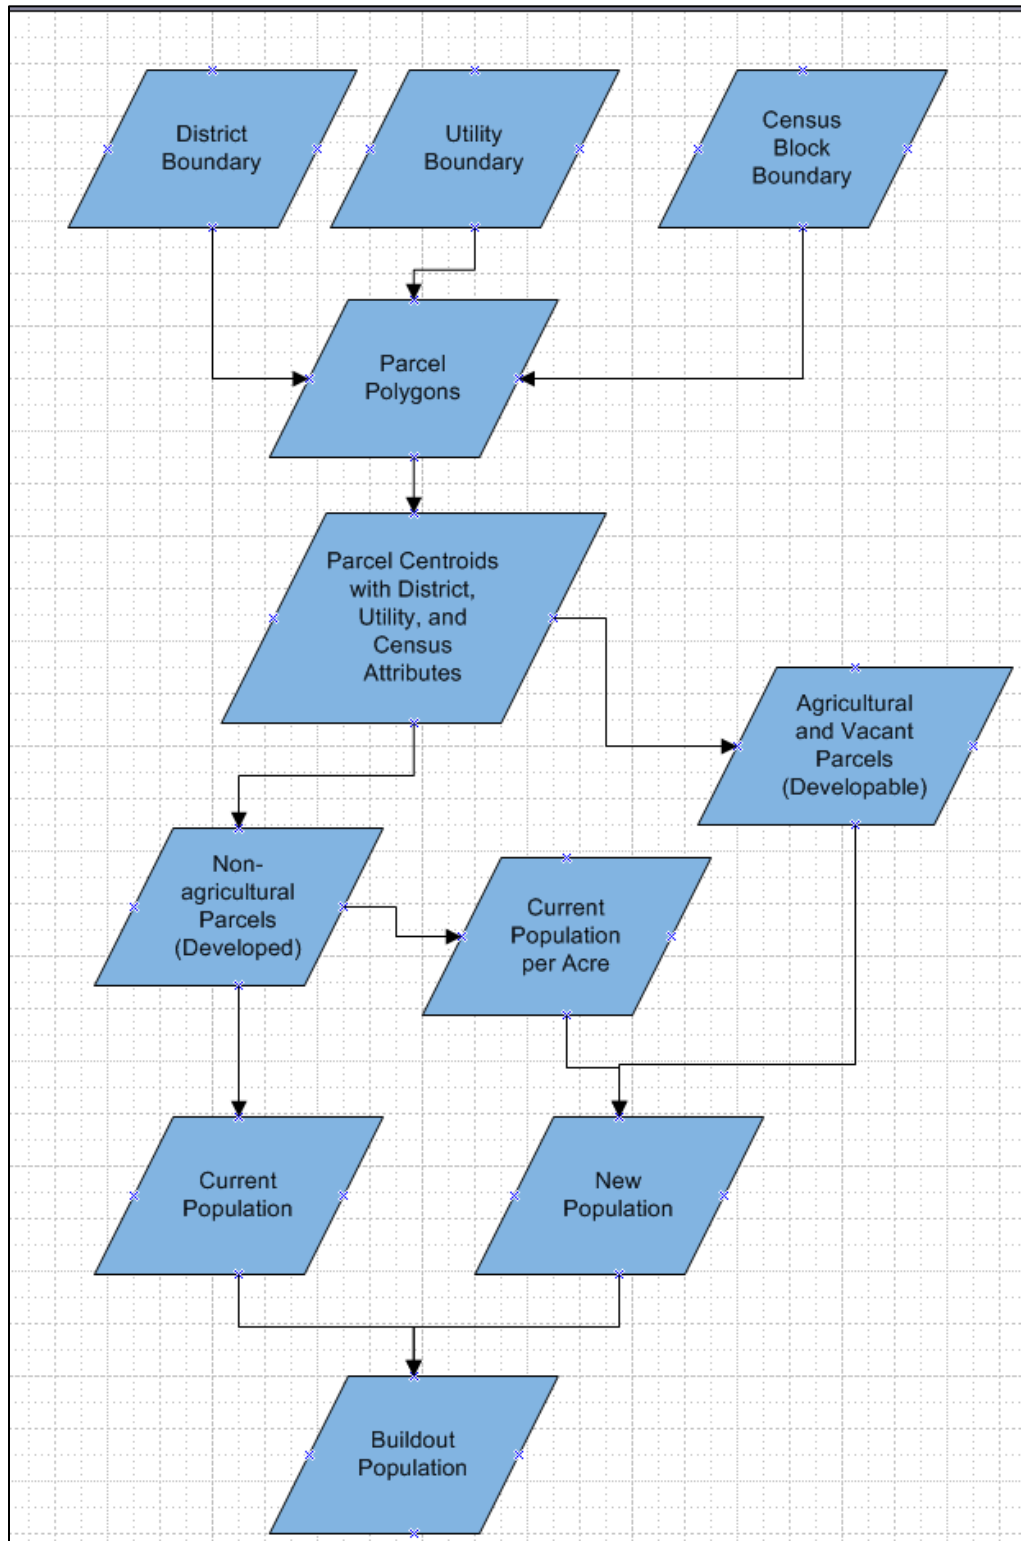 District
Boundary
Utility
Boundary
Census
Block
Boundary
Parcel
Polygons
Parcel Centroids
with District,
Utility, and
Census
Attributes
Agricultural
and Vacant
Parcels
(Developable)
Non-
agricultural
Parcels
(Developed)
Current
Population
per Acre
Current
Population
New
Population
Buildout
Population